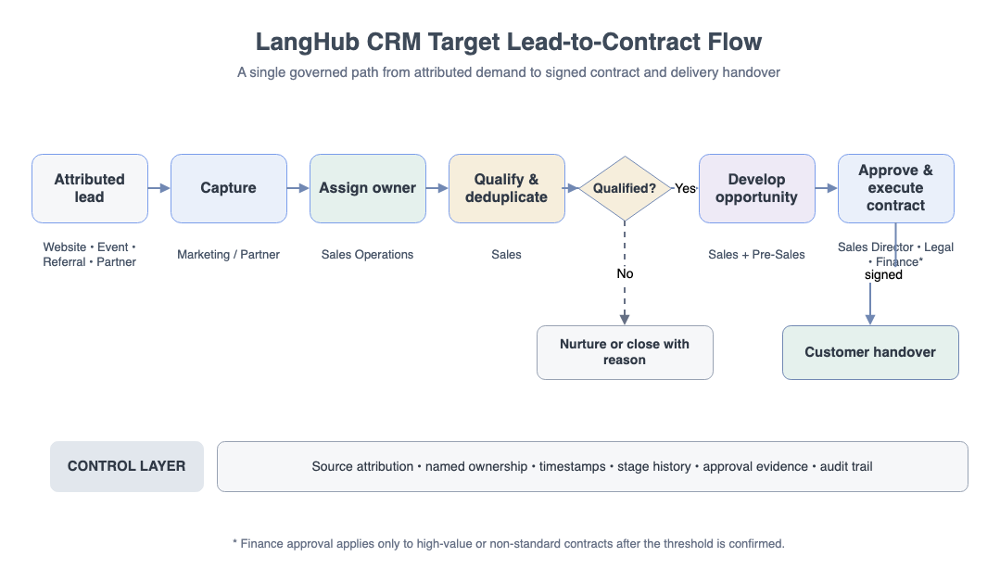 LangHub CRM Target Lead-to-Contract Flow
A single governed path from attributed demand to signed contract and delivery handover
Attributed
lead
Capture
Assign owner
Qualify &
deduplicate
Qualified?
Yes
Develop
opportunity
Approve &
execute
contract
Website • Event •
Referral • Partner
Marketing / Partner
Sales Operations
Sales
Sales + Pre-Sales
Sales Director • Legal
• Finance*
No
signed
Nurture or close with
reason
Customer handover
CONTROL LAYER
Source attribution • named ownership • timestamps • stage history • approval evidence • audit trail
* Finance approval applies only to high-value or non-standard contracts after the threshold is confirmed.